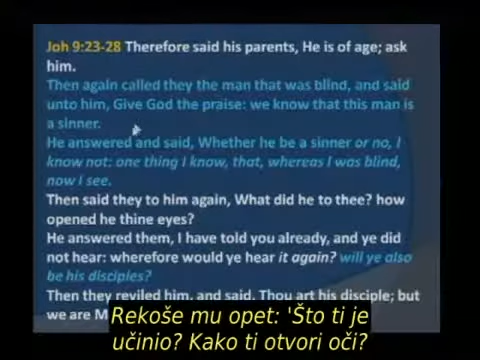 Joh 9:23-28 Therefore said his parents, He is of age; ask
him.
Then again called they the man that was blind, and said
unto him, Give God the praise: we know that this man is
a sinner.
He answered and said, Whether he be a sinner or no, I
know not: one thing I know, that, whereas I was blind,
now I see.
Then said they to him again, What did he to thee? how
opened he thine eyes?
He answered them, I have told you already, and ye did
not hear: wherefore would ye hear it again? will ye also
be his disciples?
Then they reviled him, and said, Thou art his disciple; but
we are M
Rekoše mu opet: 'Što ti je
učinio? Kako ti otvori oči?